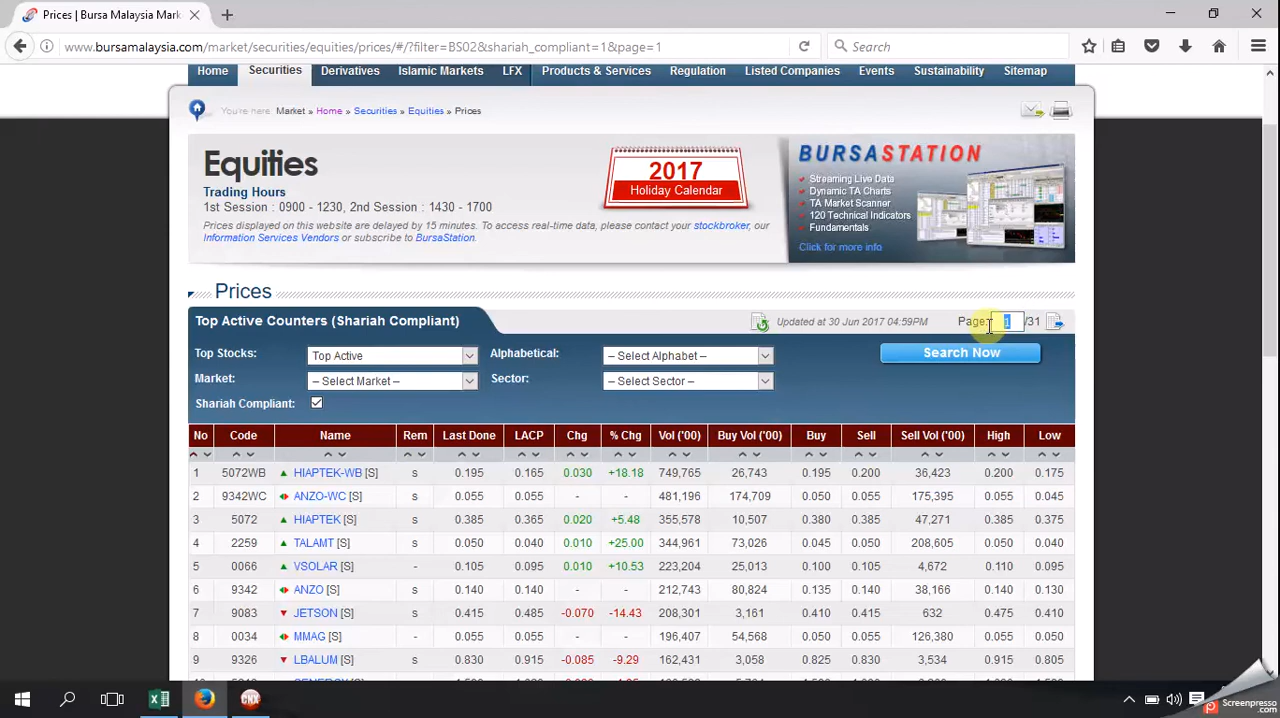 Prices | Bursa Malaysia Mark
www.bursamalaysia.com/market/securities/equities/prices/#/?filter=BS02&shariah_compliant=1&page=1
Search
Home Securities Derivatives Islamic Markets LFX Products & Services Regulation Listed Companies Events Sustainability Sitemap
You're here: Market » Home » Securities » Equities » Prices
Equities
Trading Hours
1st Session : 0900 - 1230, 2nd Session : 1430 - 1700
Prices displayed on this website are delayed by 15 minutes. To access real-time data, please contact your stockbroker, our
Information Services Vendors or subscribe to BursaStation.
2017
Holiday Calendar
BURSASTATION
Streaming Live Data
Dynamic TA Charts
TA Market Scanner
120 Technical Indicators
Fundamentals
Click for more info
Prices
Top Active Counters (Shariah Compliant) Updated at 30 Jun 2017 04:59PM Page: 1 /31
Top Stocks: Top Active Alphabetical: -- Select Alphabet -- Search Now
Market: -- Select Market -- Sector: -- Select Sector --
Shariah Compliant:
No Code Name Rem Last Done LACP Chg % Chg Vol ('00) Buy Vol ('00) Buy Sell Sell Vol ('00) High Low
1 5072WB HIAPTEK-WB [S] s 0.195 0.165 0.030 +18.18 749,765 26,743 0.195 0.200 36,423 0.200 0.175
2 9342WC ANZO-WC [S] s 0.055 0.055 - - 481,196 174,709 0.050 0.055 175,395 0.055 0.045
3 5072 HIAPTEK [S] s 0.385 0.365 0.020 +5.48 355,578 10,507 0.380 0.385 47,271 0.385 0.375
4 2259 TALAMT [S] s 0.050 0.040 0.010 +25.00 344,961 73,026 0.045 0.050 208,605 0.050 0.040
5 0066 VSOLAR [S] - 0.105 0.095 0.010 +10.53 223,204 25,013 0.100 0.105 4,672 0.110 0.095
6 9342 ANZO [S] s 0.140 0.140 - - 212,743 80,824 0.135 0.140 38,166 0.140 0.130
7 9083 JETSON [S] s 0.415 0.485 -0.070 -14.43 208,301 3,161 0.410 0.415 632 0.475 0.410
8 0034 MMAG [S] - 0.055 0.055 - - 196,407 54,568 0.050 0.055 126,380 0.055 0.050
9 9326 LBALUM [S] s 0.830 0.915 -0.085 -9.29 162,431 3,058 0.825 0.830 3,534 0.915 0.805
Screenpresso
.com